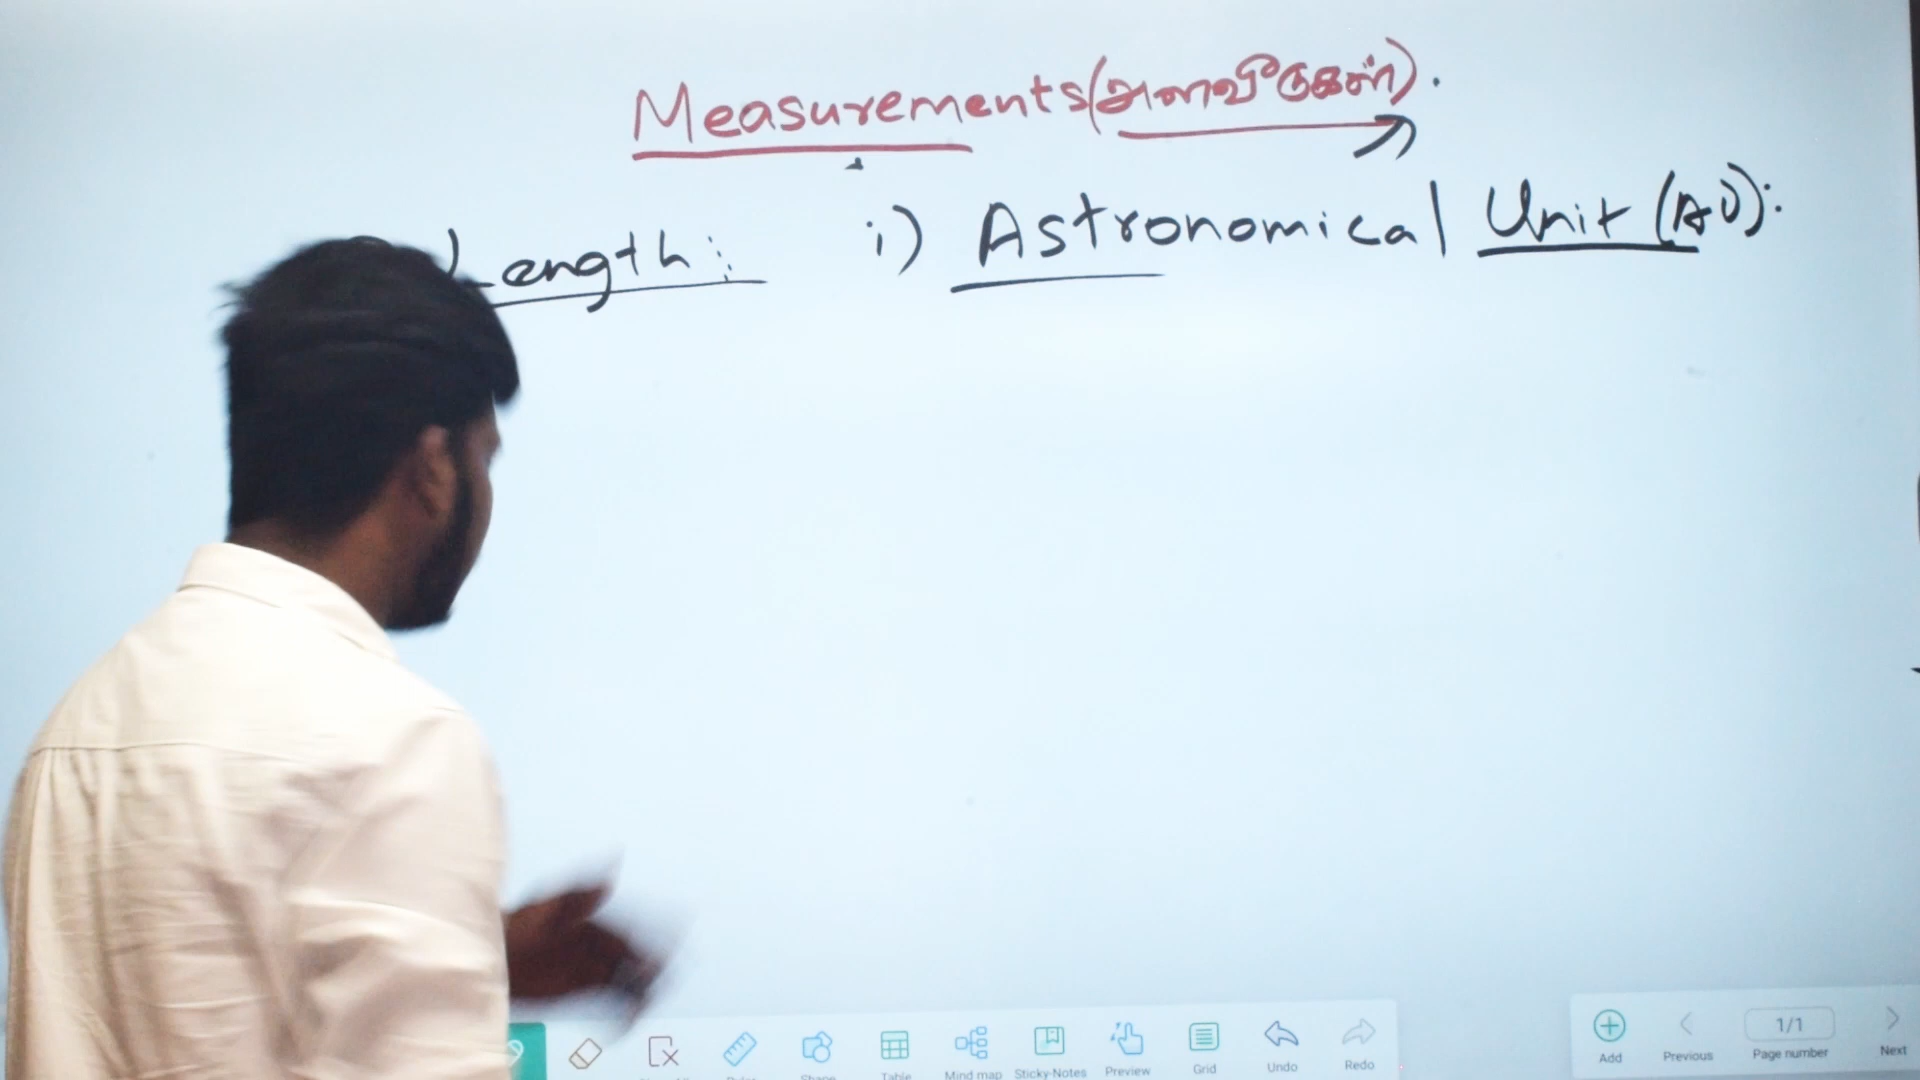 Measurements (அளவீடுகள்).
Length: i) Astronomical Unit (AU):
Table Mind map Sticky-Notes Preview Grid Undo Redo
Add Previous 1/1 Page number Next